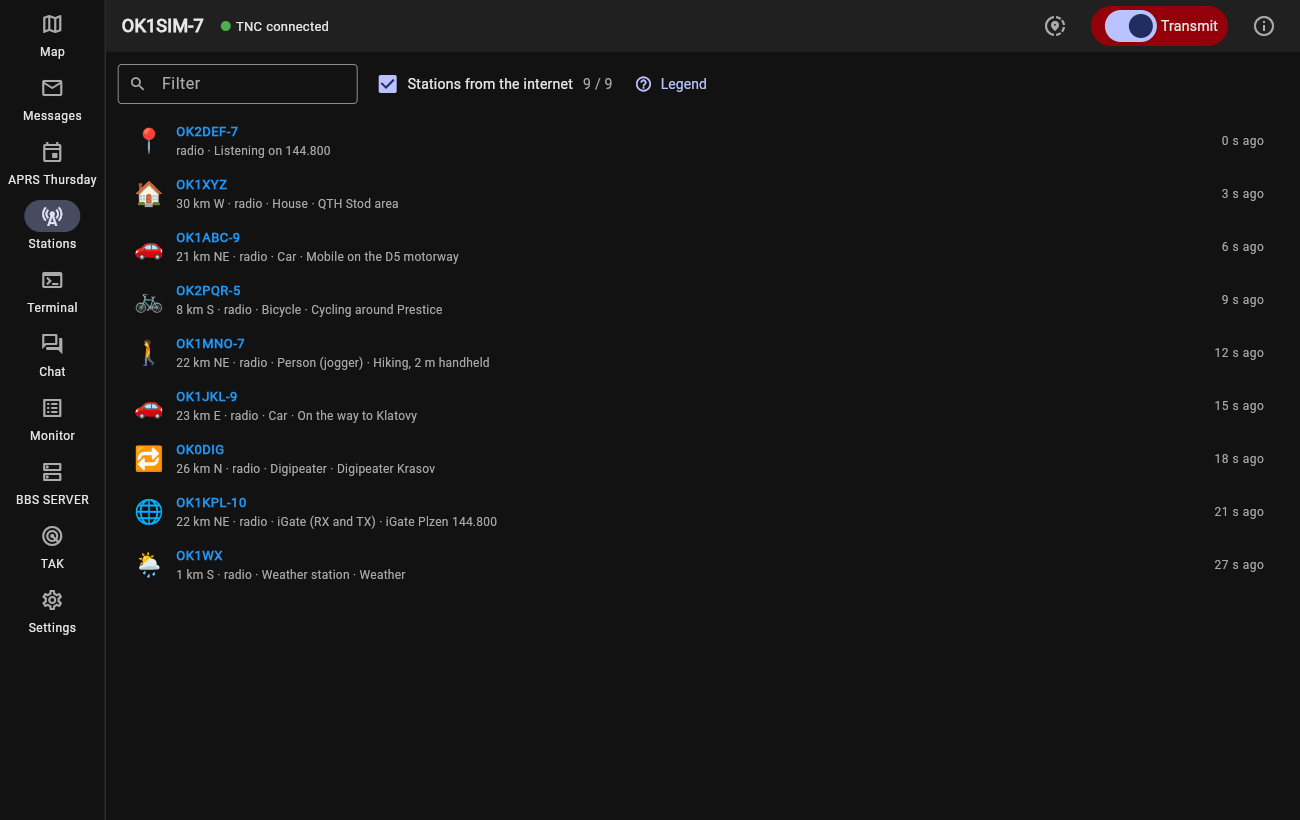 Map
Messages
APRS Thursday
Stations
Terminal
Chat
Monitor
BBS SERVER
TAK
Settings
OK1SIM-7
TNC connected
Transmit
Filter
Stations from the internet 9 / 9
Legend
OK2DEF-7
radio · Listening on 144.800
0 s ago
OK1XYZ
30 km W · radio · House · QTH Stod area
3 s ago
OK1ABC-9
21 km NE · radio · Car · Mobile on the D5 motorway
6 s ago
OK2PQR-5
8 km S · radio · Bicycle · Cycling around Prestice
9 s ago
OK1MNO-7
22 km NE · radio · Person (jogger) · Hiking, 2 m handheld
12 s ago
OK1JKL-9
23 km E · radio · Car · On the way to Klatovy
15 s ago
OK0DIG
26 km N · radio · Digipeater · Digipeater Krasov
18 s ago
OK1KPL-10
22 km NE · radio · iGate (RX and TX) · iGate Plzen 144.800
21 s ago
OK1WX
1 km S · radio · Weather station · Weather
27 s ago